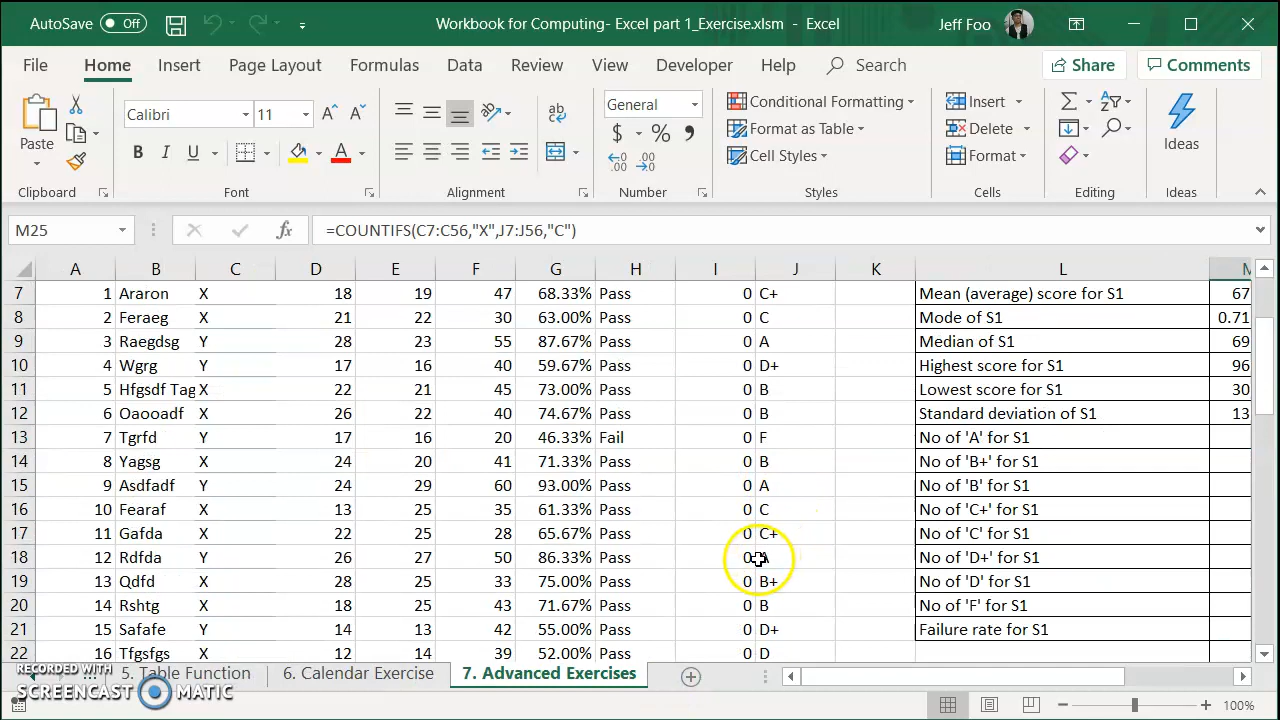 AutoSave Off Workbook for Computing- Excel part 1_Exercise.xlsm - Excel Jeff Foo
File Home Insert Page Layout Formulas Data Review View Developer Help Search Share Comments
Calibri 11 General Conditional Formatting Insert
Format as Table Delete
Paste B I U $ % Cell Styles Format Ideas
Clipboard Font Alignment Number Styles Cells Editing Ideas
M25 fx =COUNTIFS(C7:C56,"X",J7:J56,"C")
A B C D E F G H I J K L M
7 1 Araron X 18 19 47 68.33% Pass 0 C+ Mean (average) score for S1 67
8 2 Feraeg X 21 22 30 63.00% Pass 0 C Mode of S1 0.71
9 3 Raegdsg Y 28 23 55 87.67% Pass 0 A Median of S1 69
10 4 Wgrg Y 17 16 40 59.67% Pass 0 D+ Highest score for S1 96
11 5 Hfgsdf Tag X 22 21 45 73.00% Pass 0 B Lowest score for S1 30
12 6 Oaooadf X 26 22 40 74.67% Pass 0 B Standard deviation of S1 13
13 7 Tgrfd Y 17 16 20 46.33% Fail 0 F No of 'A' for S1
14 8 Yagsg X 24 20 41 71.33% Pass 0 B No of 'B+' for S1
15 9 Asdfadf Y 24 29 60 93.00% Pass 0 A No of 'B' for S1
16 10 Fearaf X 13 25 35 61.33% Pass 0 C No of 'C+' for S1
17 11 Gafda X 22 25 28 65.67% Pass 0 C+ No of 'C' for S1
18 12 Rdfda Y 26 27 50 86.33% Pass 0 A No of 'D+' for S1
19 13 Qdfd X 28 25 33 75.00% Pass 0 B+ No of 'D' for S1
20 14 Rshtg X 18 25 43 71.67% Pass 0 B No of 'F' for S1
21 15 Safafe Y 14 13 42 55.00% Pass 0 D+ Failure rate for S1
22 16 Tfgsfgs X 12 14 39 52.00% Pass 0 D
... 5. Table Function 6. Calendar Exercise 7. Advanced Exercises
RECORDED WITH
SCREENCAST MATIC
100%